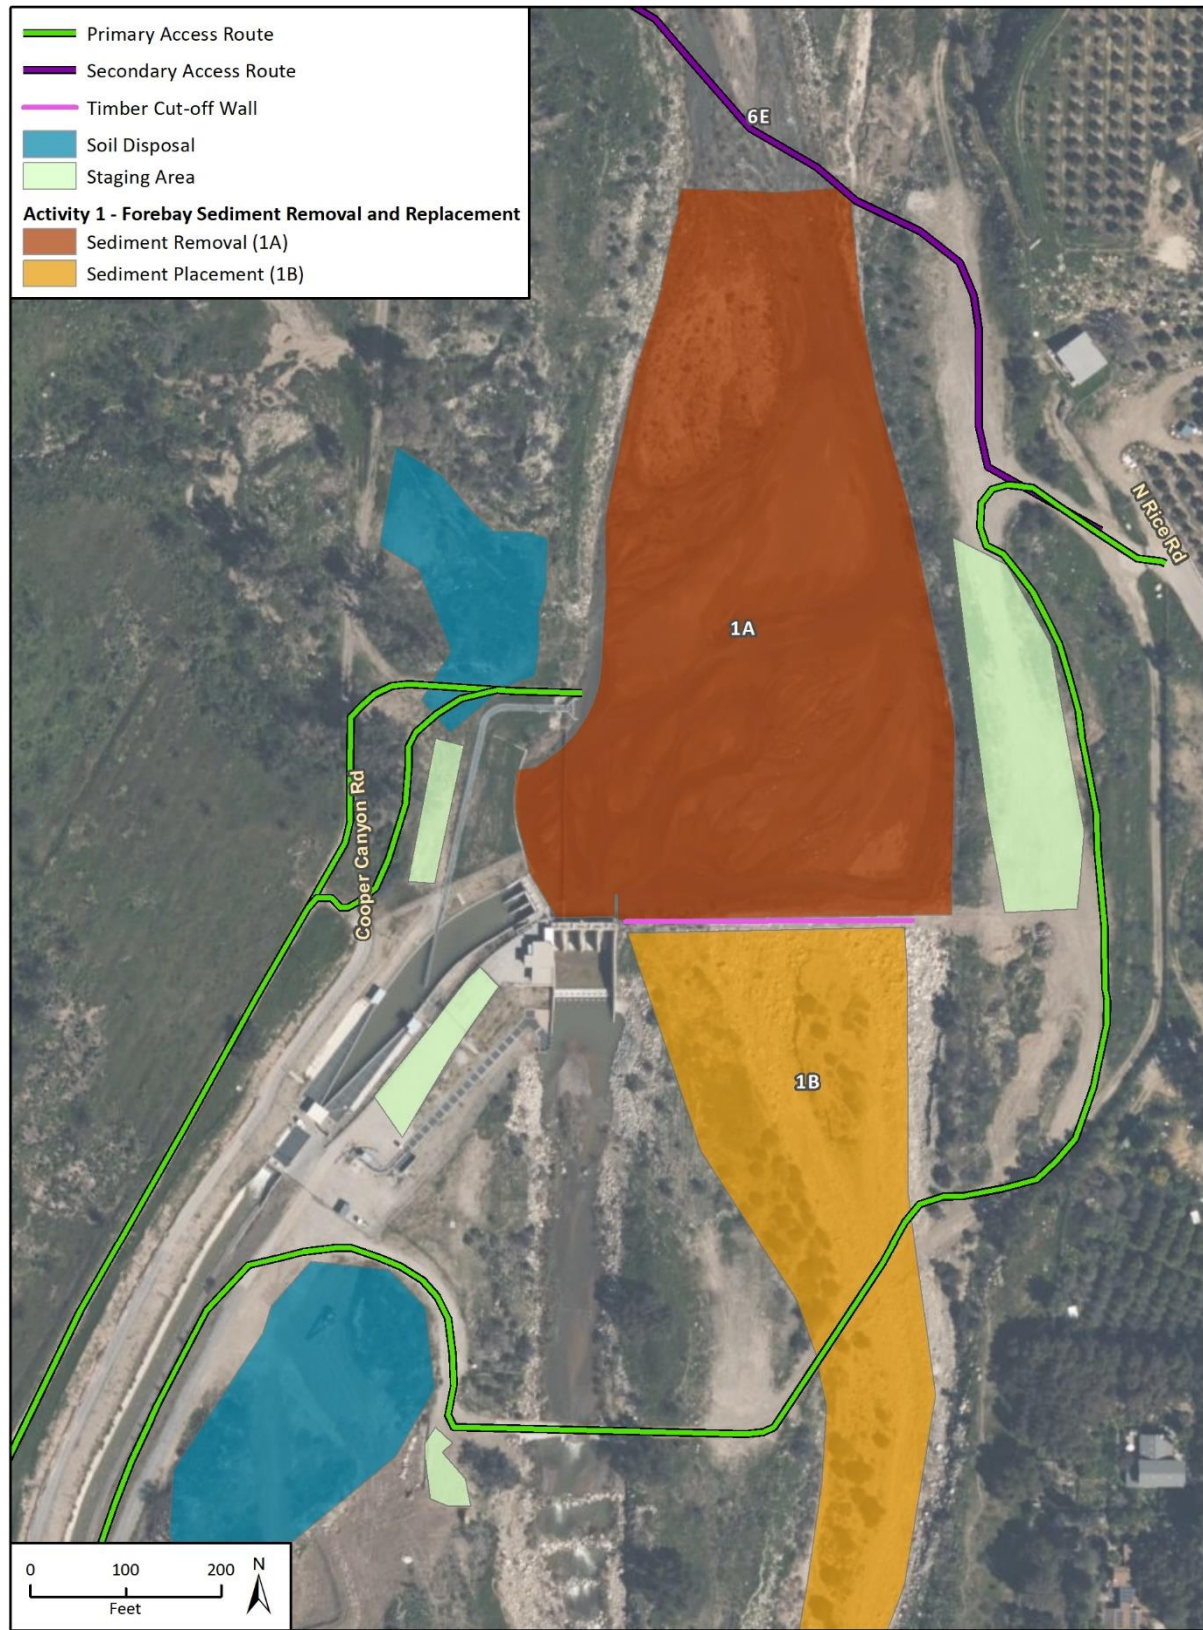 Primary Access Route
Secondary Access Route
Timber Cut-off Wall
Soil Disposal
Staging Area
Activity 1 - Forebay Sediment Removal and Replacement
Sediment Removal (1A)
Sediment Placement (1B)
6E
N Rice Rd
1A
Cooper Canyon Rd
1B
0 100 200
Feet
N